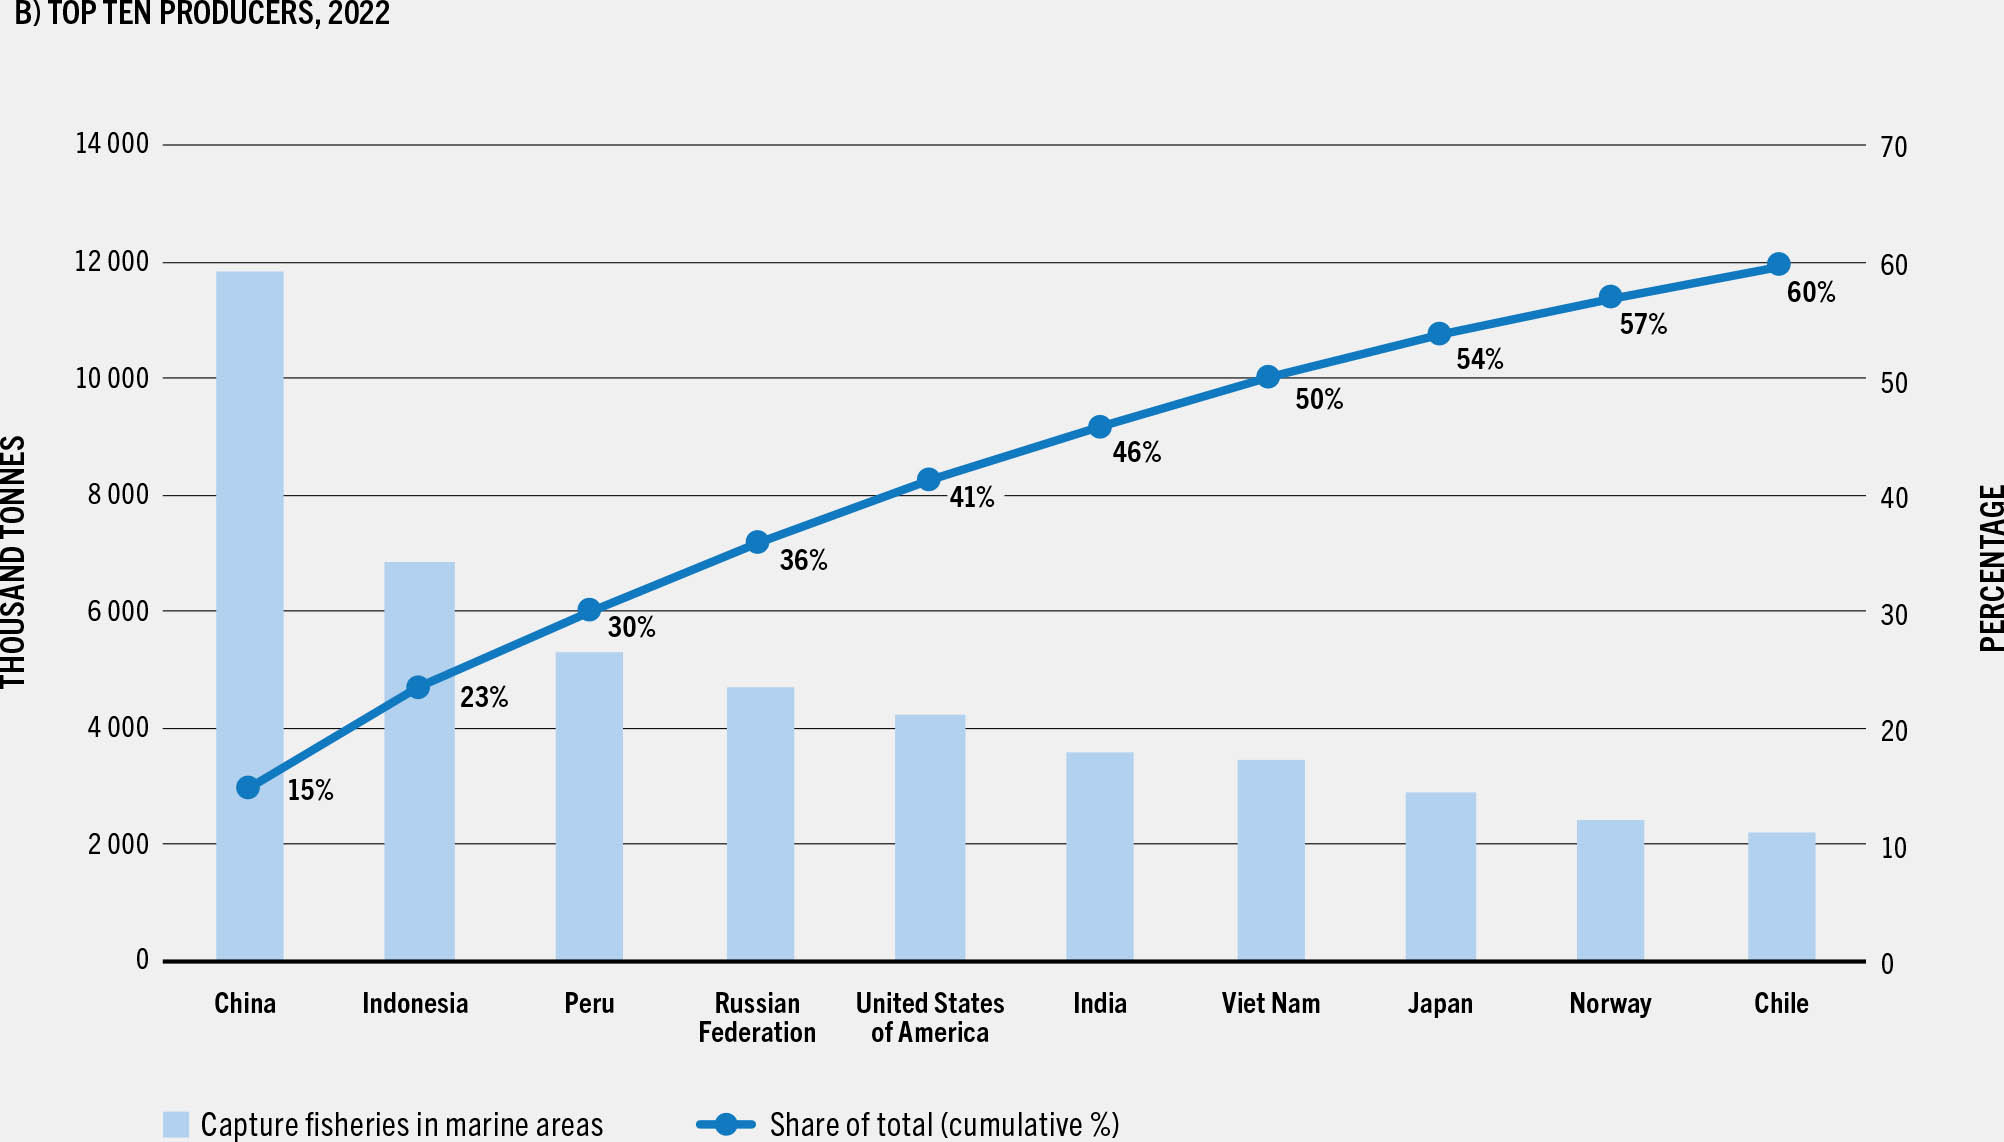 B) TOP TEN PRODUCERS, 2022
THOUSAND TONNES
14 000
12 000
10 000
8 000
6 000
4 000
2 000
0
70
60
50
40
30
20
10
0
PERCENTAGE
15%
23%
30%
36%
41%
46%
50%
54%
57%
60%
China
Indonesia
Peru
Russian
Federation
United States
of America
India
Viet Nam
Japan
Norway
Chile
Capture fisheries in marine areas
Share of total (cumulative %)